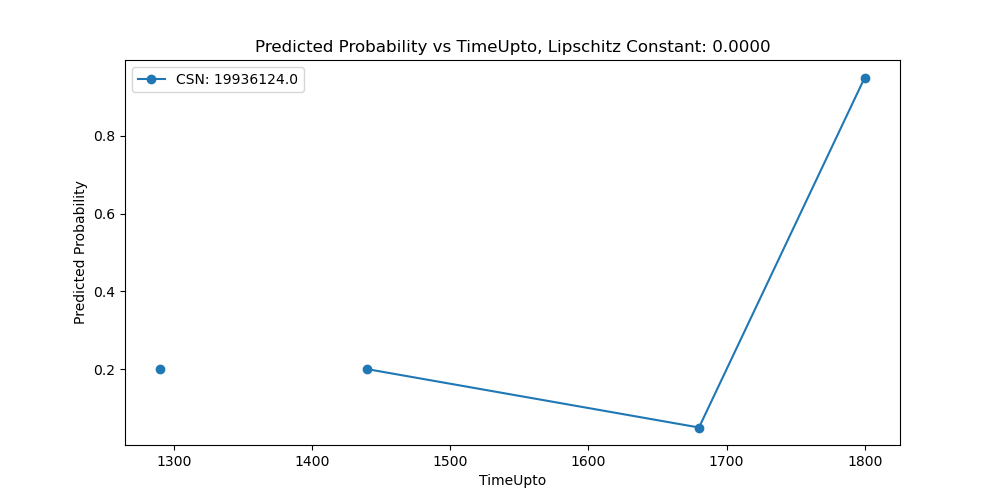 Predicted Probability vs TimeUpto, Lipschitz Constant: 0.0000
CSN: 19936124.0
Predicted Probability
0.8
0.6
0.4
0.2
1300 1400 1500 1600 1700 1800
TimeUpto